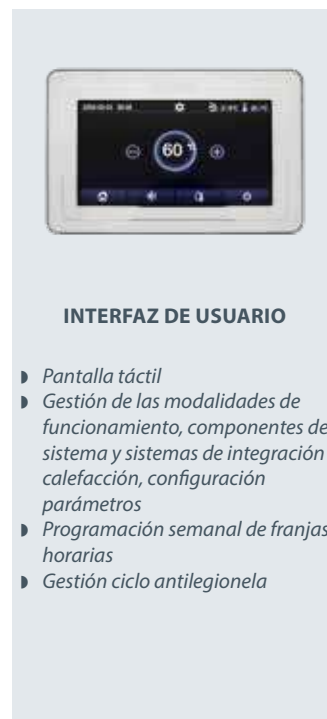 60
INTERFAZ DE USUARIO
◗ Pantalla táctil
◗ Gestión de las modalidades de
funcionamiento, componentes de
sistema y sistemas de integración
calefacción, configuración
parámetros
◗ Programación semanal de franjas
horarias
◗ Gestión ciclo antilegionela